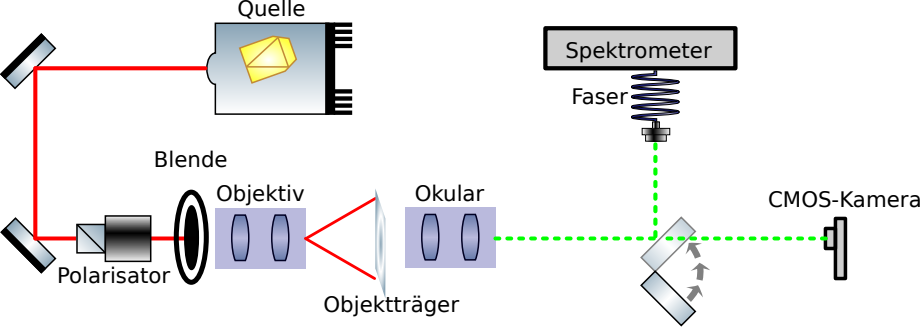 Quelle
Spektrometer
Faser
Blende
Objektiv
Okular
CMOS-Kamera
Polarisator
Objektträger